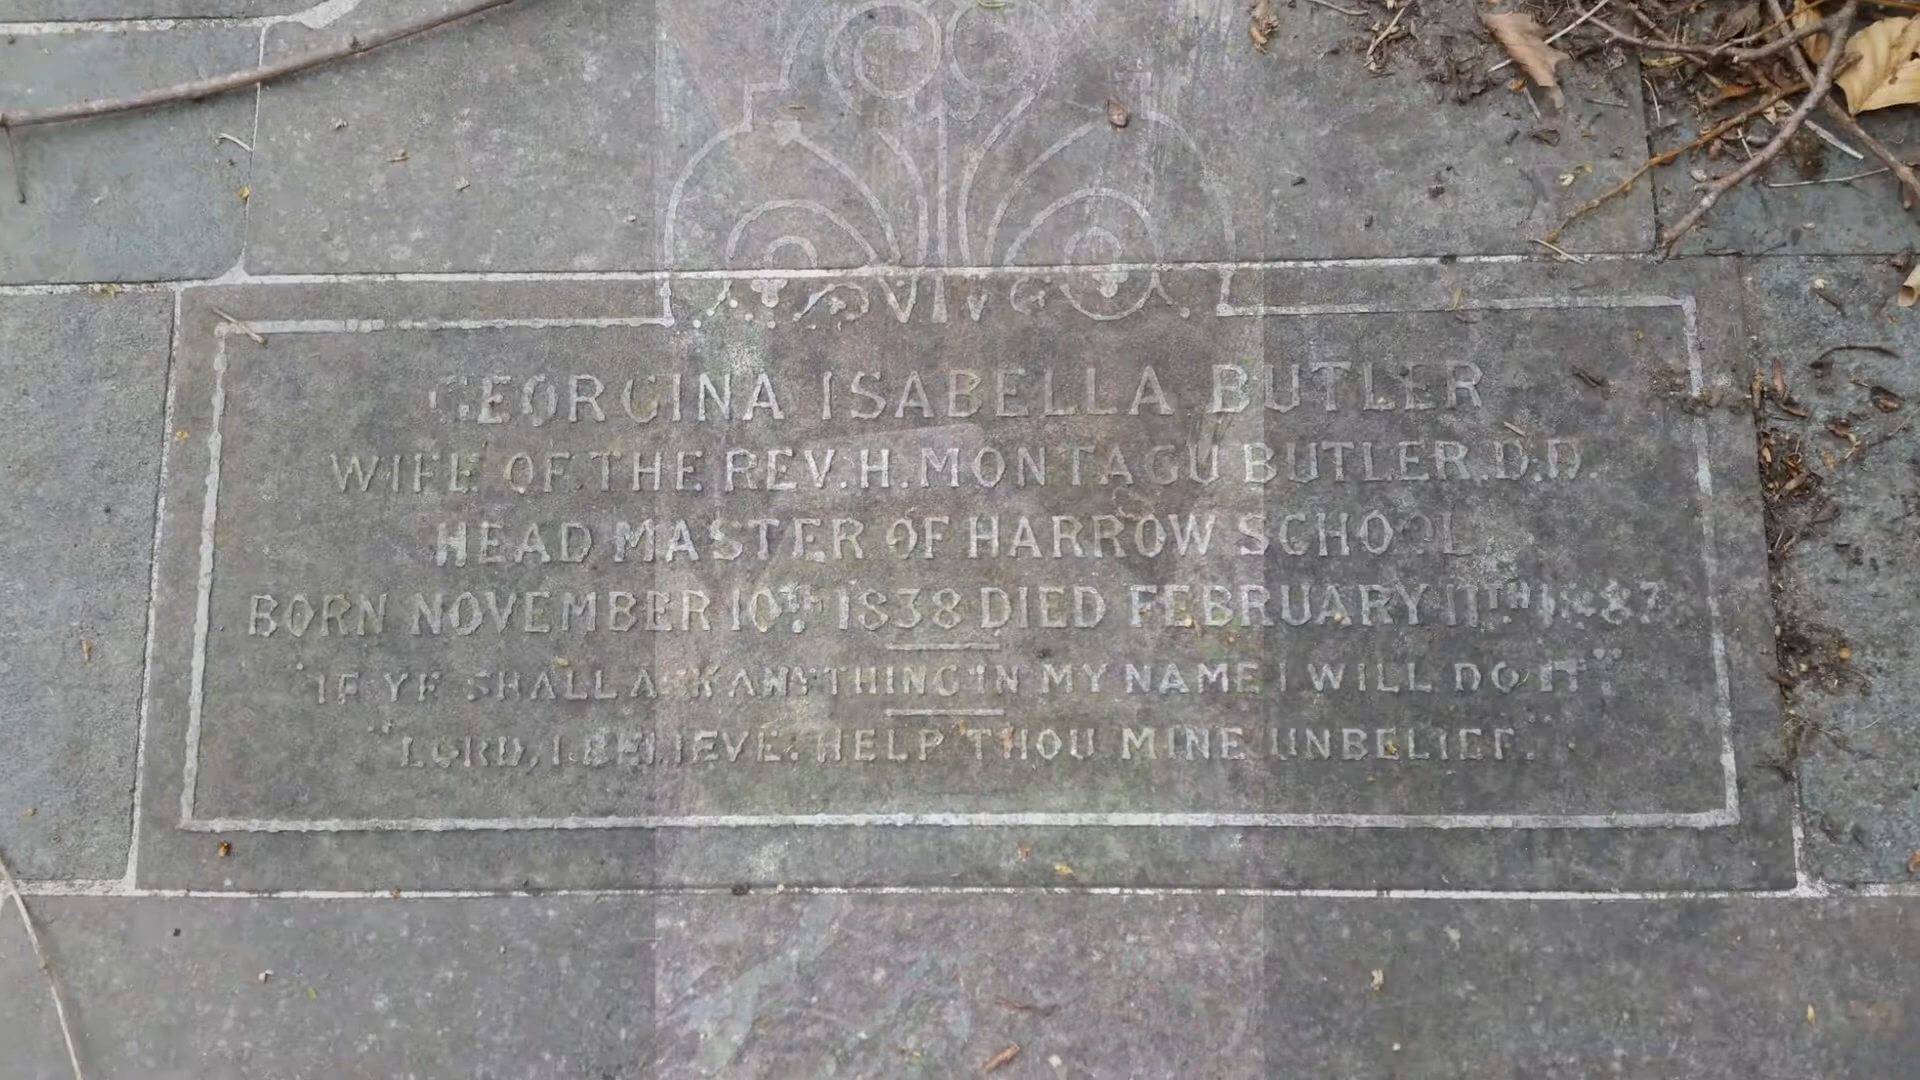 GEORGINA ISABELLA BUTLER
WIFE OF THE REV. H. MONTAGU BUTLER. D.D.
HEAD MASTER OF HARROW SCHOOL
BORN NOVEMBER 10TH 1838 DIED FEBRUARY 11TH
"IF YE SHALL ASK ANYTHING IN MY NAME I WILL DO IT".
"LORD, I BELIEVE: HELP THOU MINE UNBELIEF."